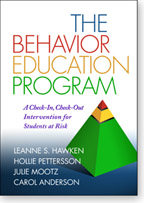 THE
BEHAVIOR
EDUCATION
PROGRAM
A Check-In, Check-Out
Intervention for
Students at Risk
LEANNE S. HAWKEN
HOLLIE PETTERSSON
JULIE MOOTZ
CAROL ANDERSON